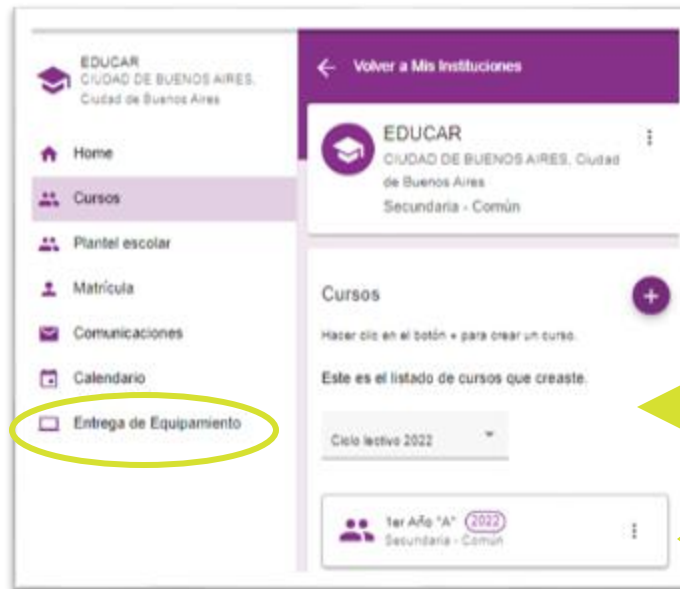 EDUCAR
CIUDAD DE BUENOS AIRES,
Ciudad de Buenos Aires
Home
Cursos
Plantel escolar
Matrícula
Comunicaciones
Calendario
Entrega de Equipamiento
Volver a Mis Instituciones
EDUCAR
CIUDAD DE BUENOS AIRES, Ciudad
de Buenos Aires
Secundaria - Común
Cursos
Hacer clic en el botón + para crear un curso.
Este es el listado de cursos que creaste.
Ciclo lectivo 2022
1er Año "A" 2022
Secundaria - Común